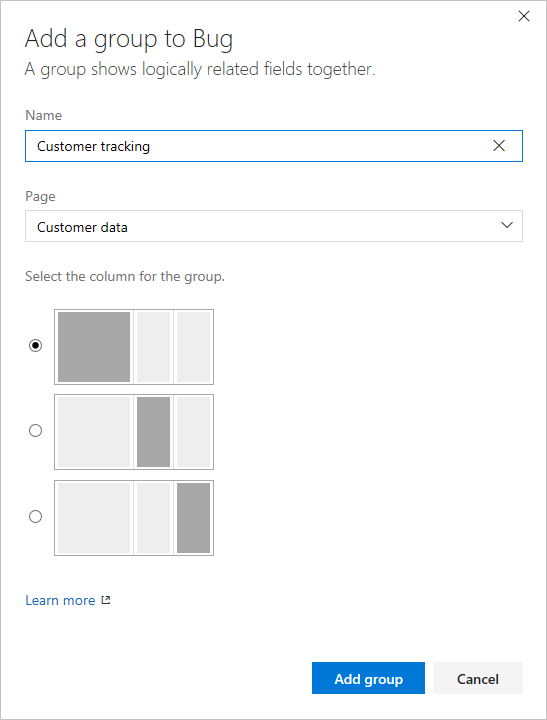 Add a group to Bug
A group shows logically related fields together.
Name
Customer tracking
Page
Customer data
Select the column for the group.
Learn more
Add group
Cancel